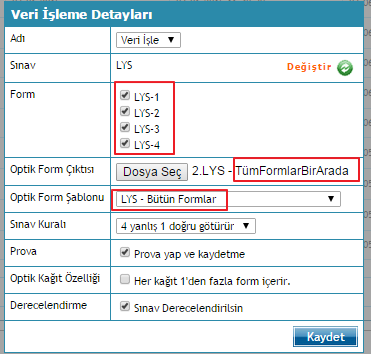 Veri İşleme Detayları
Adı Veri İşle
Sınav LYS Değiştir
Form LYS-1
LYS-2
LYS-3
LYS-4
Optik Form Çıktısı Dosya Seç 2.LYS - TümFormlarBirArada
Optik Form Şablonu LYS - Bütün Formlar
Sınav Kuralı 4 yanlış 1 doğru götürür
Prova Prova yap ve kaydetme
Optik Kağıt Özelliği Her kağıt 1'den fazla form içerir.
Derecelendirme Sınav Derecelendirilsin
Kaydet